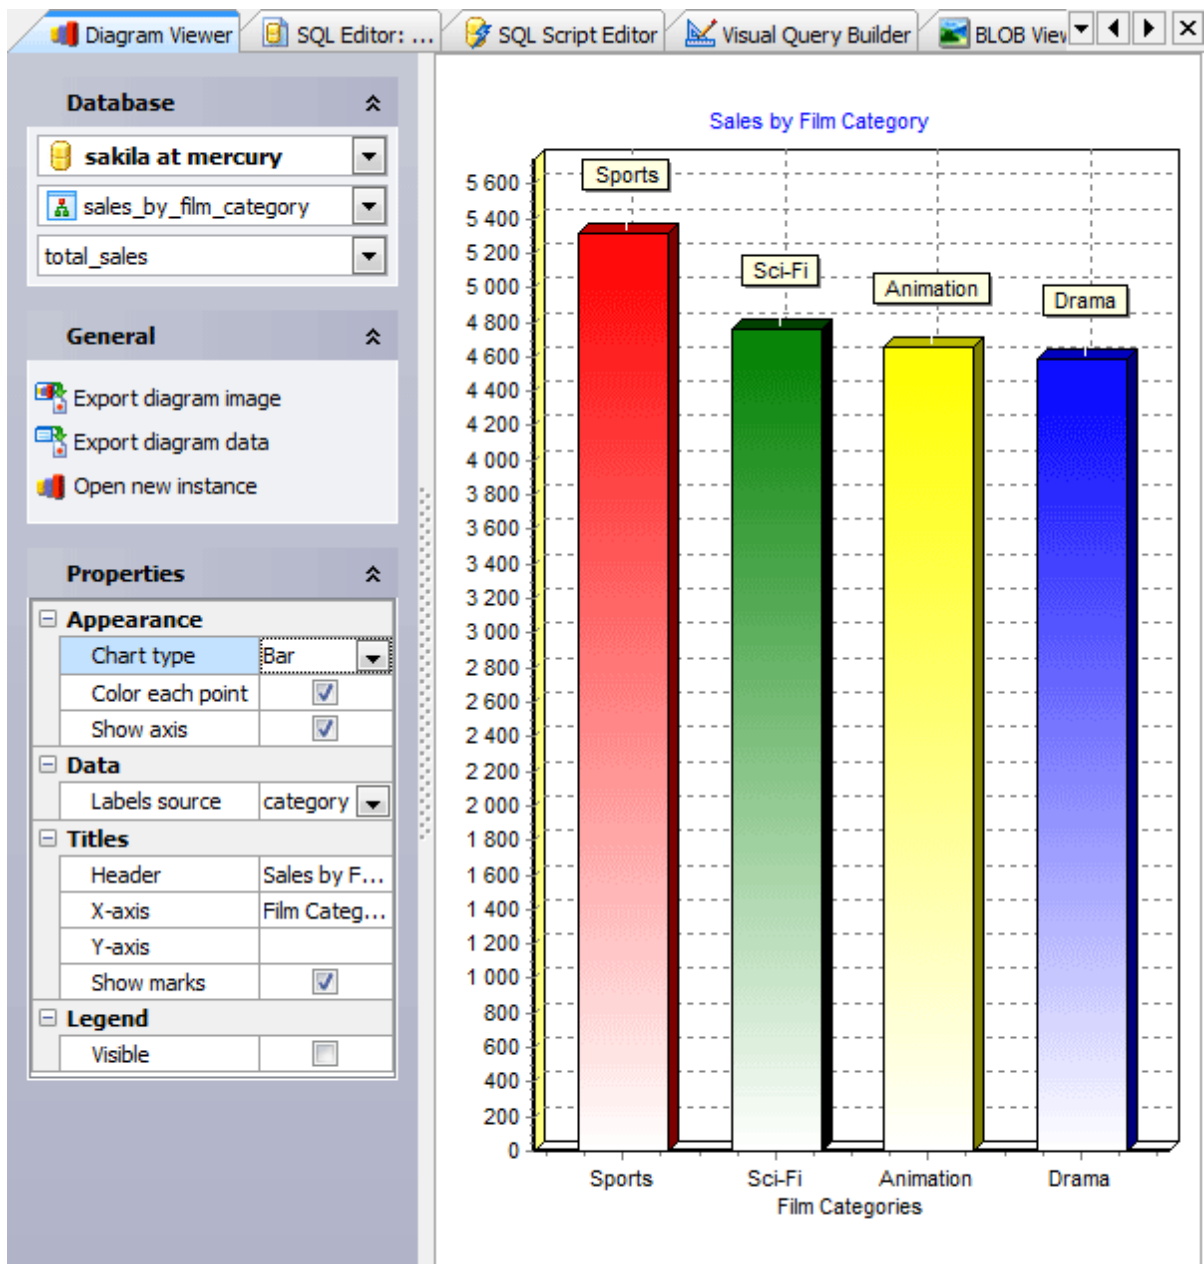 Diagram Viewer
SQL Editor: ...
SQL Script Editor
Visual Query Builder
BLOB View
Database
sakila at mercury
sales_by_film_category
total_sales
General
Export diagram image
Export diagram data
Open new instance
Properties
Appearance
Chart type Bar
Color each point
Show axis
Data
Labels source category
Titles
Header Sales by F...
X-axis Film Categ...
Y-axis
Show marks
Legend
Visible
Sales by Film Category
Sports
Sci-Fi
Animation
Drama
5 600
5 400
5 200
5 000
4 800
4 600
4 400
4 200
4 000
3 800
3 600
3 400
3 200
3 000
2 800
2 600
2 400
2 200
2 000
1 800
1 600
1 400
1 200
1 000
800
600
400
200
0
Sports Sci-Fi Animation Drama
Film Categories